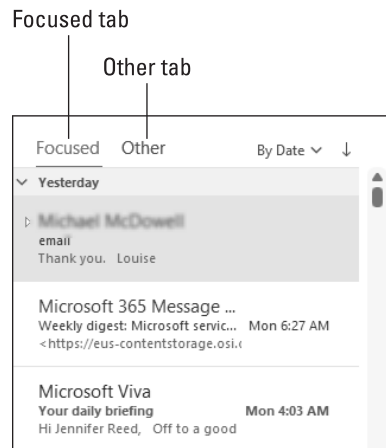 Focused tab
Other tab
Focused Other By Date
Yesterday
email
Thank you. Louise
Microsoft 365 Message ...
Weekly digest: Microsoft servic... Mon 6:27 AM
<https://eus-contentstorage.osi.c
Microsoft Viva
Your daily briefing Mon 4:03 AM
Hi Jennifer Reed, Off to a good